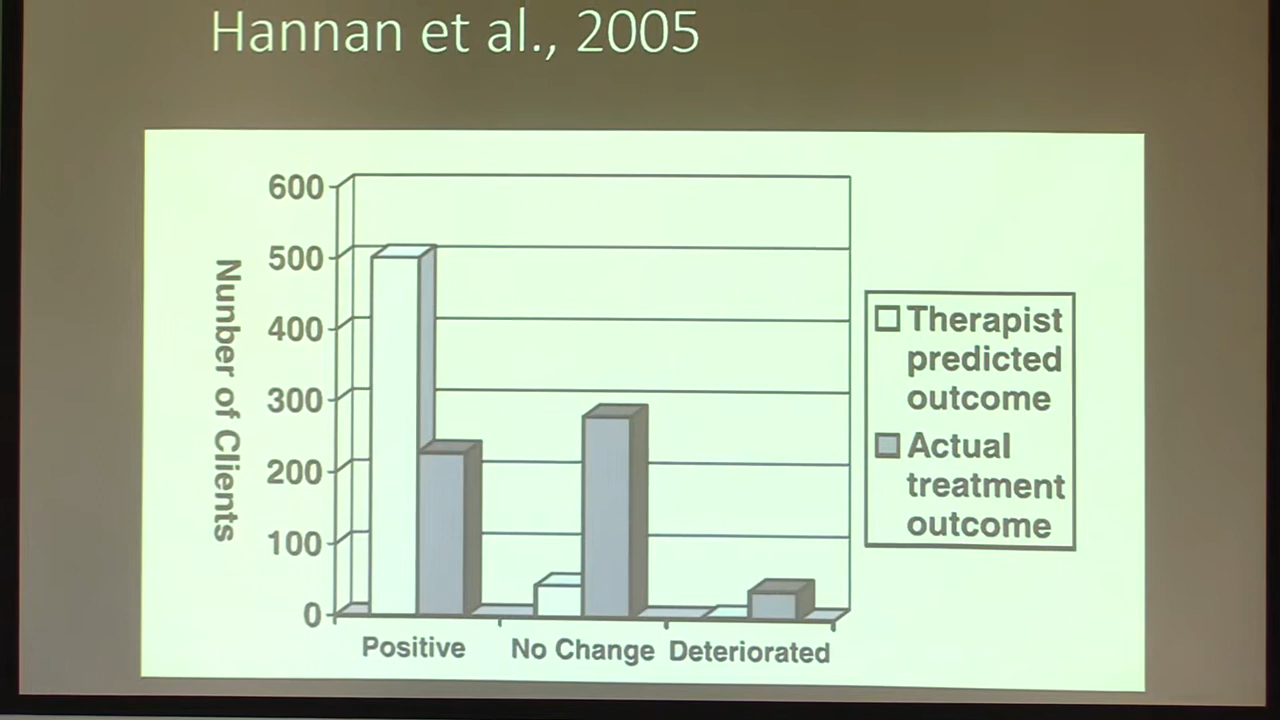 Hannan et al., 2005
600
500
400
300
200
100
0
Nunber of Clients
Positive
No Change
Deteriorated
Therapist
predicted
outcome
Actual
treatment
outcome